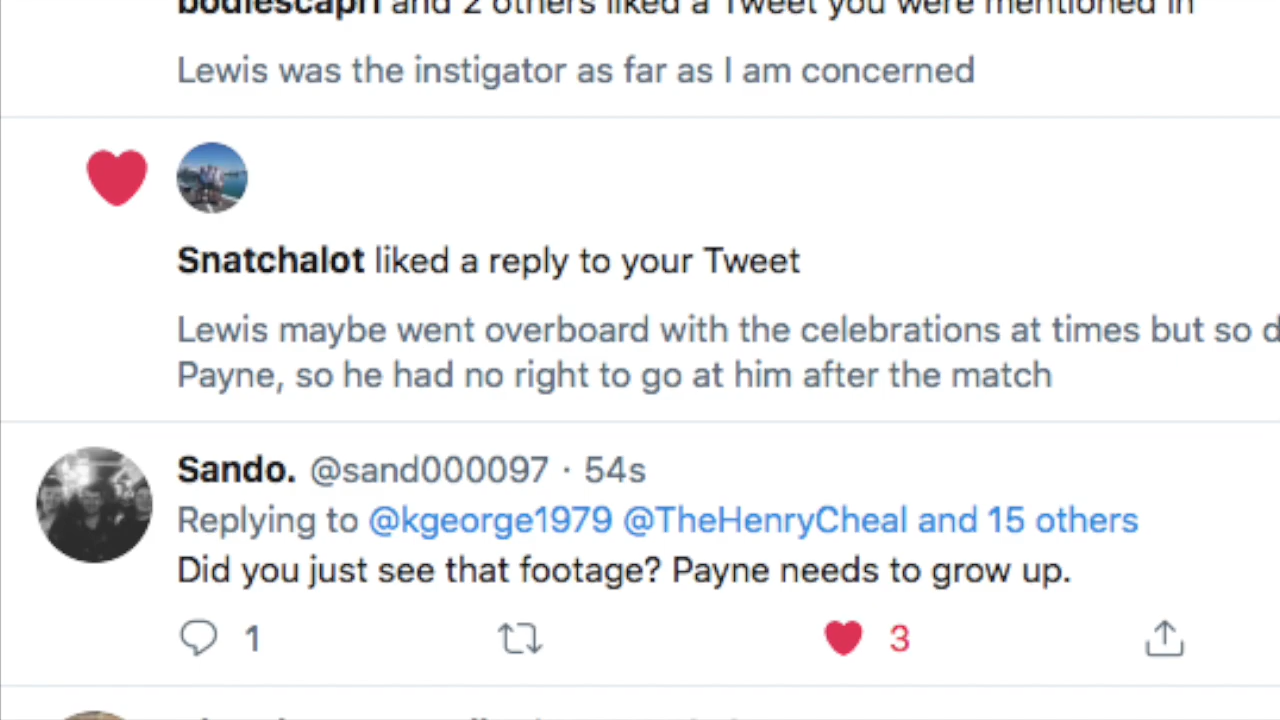 and 2 others liked a Tweet you were mentioned in
Lewis was the instigator as far as I am concerned
Snatchalot liked a reply to your Tweet
Lewis maybe went overboard with the celebrations at times but so
Payne, so he had no right to go at him after the match
Sando. @sand000097 · 54s
Replying to @kgeorge1979 @TheHenryCheal and 15 others
Did you just see that footage? Payne needs to grow up.
1
3